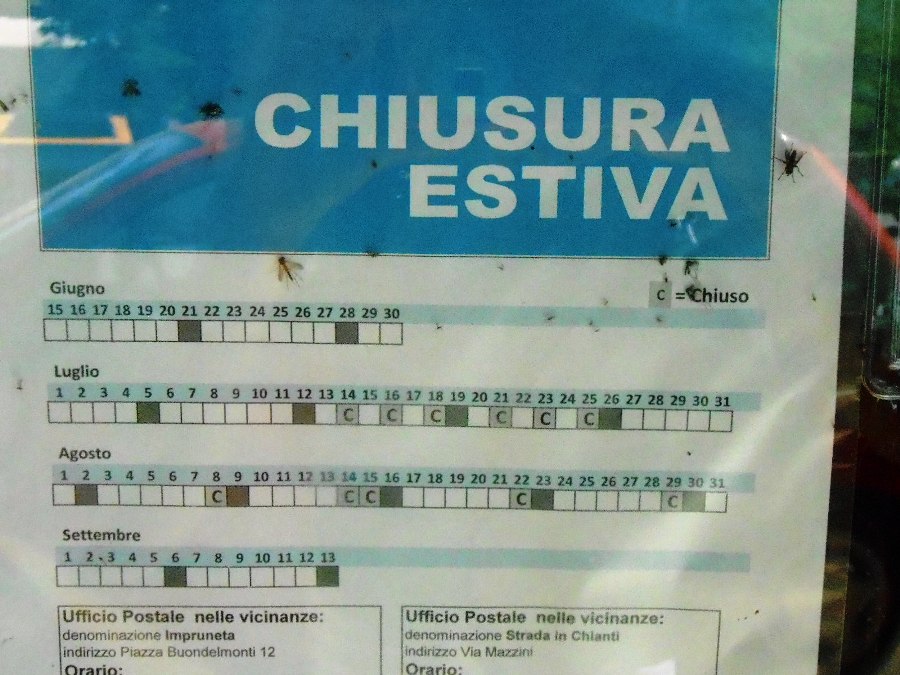 CHIUSURA
ESTIVA
Giugno
C = Chiuso
15 16 17 18 19 20 21 22 23 24 25 26 27 28 29 30
Luglio
1 2 3 4 5 6 7 8 9 10 11 12 13 14 15 16 17 18 19 20 21 22 23 24 25 26 27 28 29 30 31
C C C C C C
Agosto
1 2 3 4 5 6 7 8 9 10 11 12 13 14 15 16 17 18 19 20 21 22 23 24 25 26 27 28 29 30 31
C C C C C
Settembre
1 2 3 4 5 6 7 8 9 10 11 12 13
Ufficio Postale nelle vicinanze:
denominazione Impruneta
indirizzo Piazza Buondelmonti 12
Orario:
Ufficio Postale nelle vicinanze:
denominazione Strada in Chianti
indirizzo Via Mazzini
Orario: